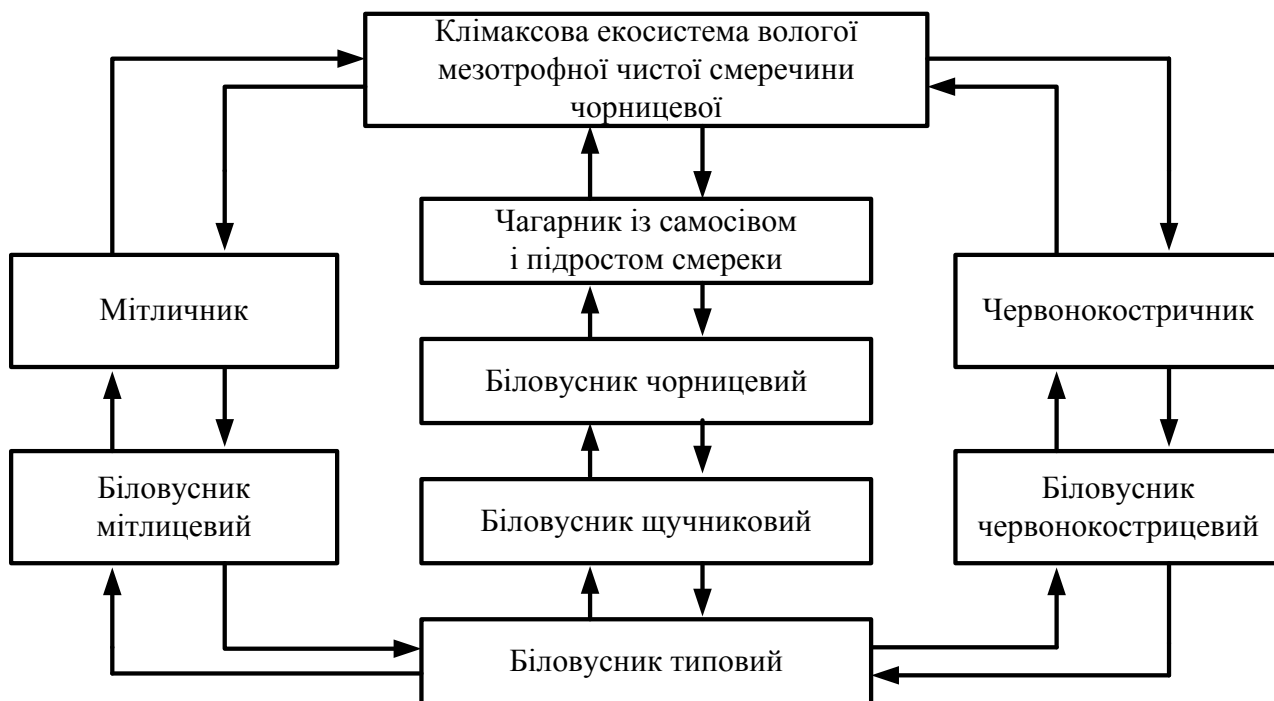 Клімаксова екосистема вологої
мезотрофної чистої смеречини
чорницевої
Чагарник із самосівом
і підростом смереки
Мітличник
Червонокостричник
Біловусник чорницевий
Біловусник
мітлицевий
Біловусник щучниковий
Біловусник
червонокострицевий
Біловусник типовий